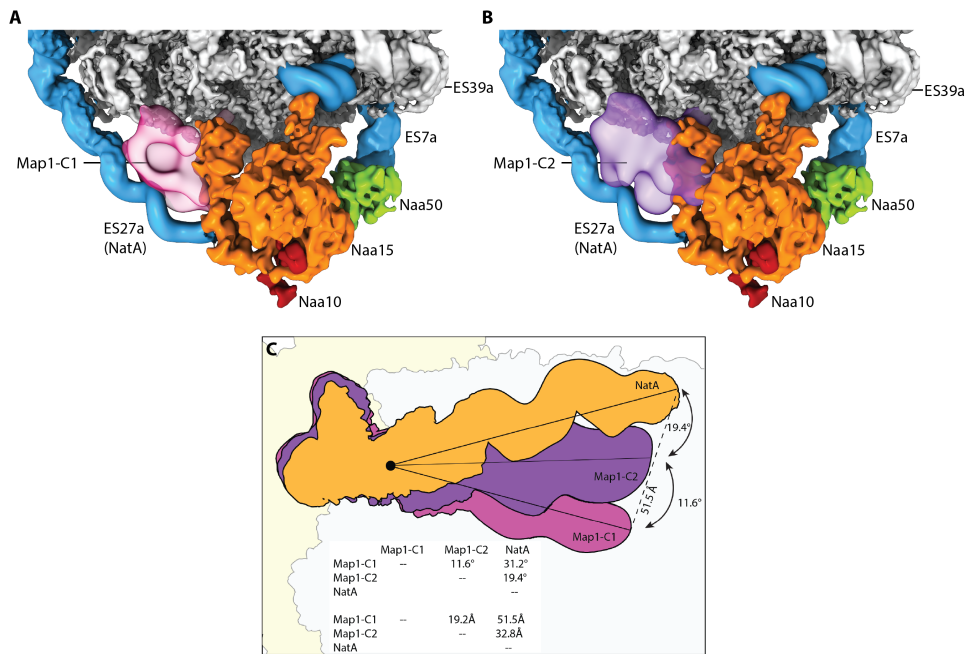 A
ES39a
ES7a
Map1-C1
Naa50
ES27a
(NatA)
Naa15
Naa10
B
ES39a
ES7a
Map1-C2
Naa50
ES27a
(NatA)
Naa15
Naa10
C
NatA
19.4°
Map1-C2
51.5 Å
11.6°
Map1-C1
Map1-C1 Map1-C2 NatA
Map1-C1 -- 11.6° 31.2°
Map1-C2 -- 19.4°
NatA --
Map1-C1 -- 19.2Å 51.5Å
Map1-C2 -- 32.8Å
NatA --